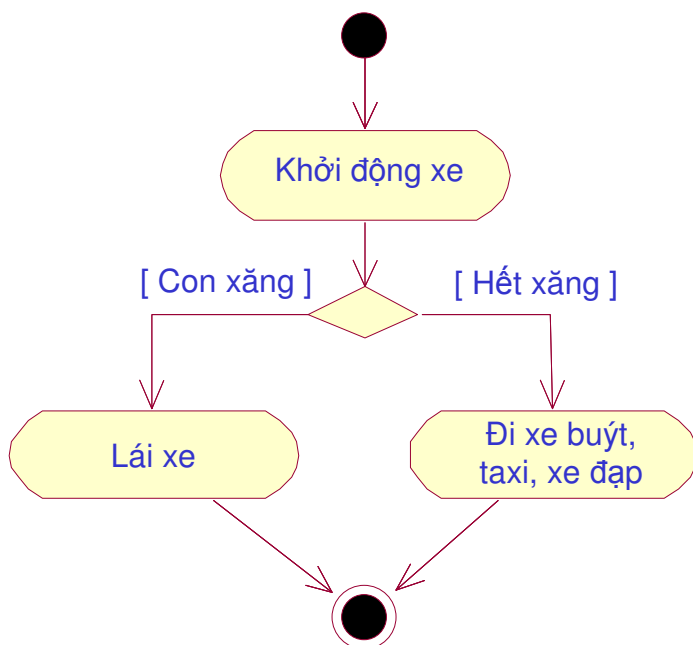 Khởi động xe
[ Con xăng ]
[ Hết xăng ]
Lái xe
Đi xe buýt,
taxi, xe đạp